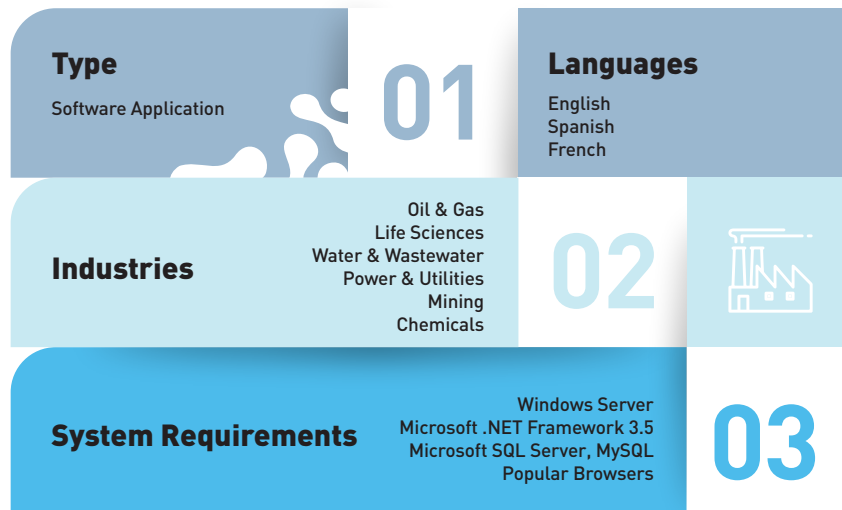 Type
Software Application
01
Languages
English
Spanish
French
Industries
Oil & Gas
Life Sciences
Water & Wastewater
Power & Utilities
Mining
Chemicals
02
System Requirements
Windows Server
Microsoft .NET Framework 3.5
Microsoft SQL Server, MySQL
Popular Browsers
03